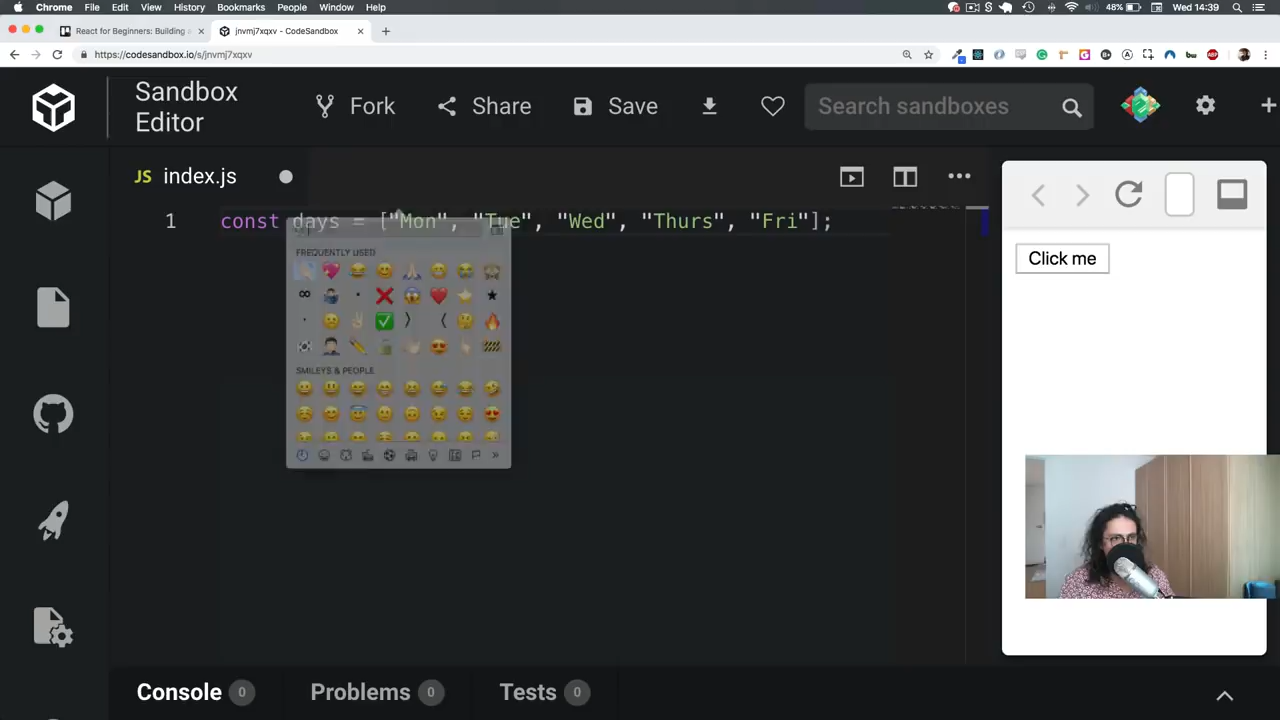 Chrome File Edit View History Bookmarks People Window Help 48% Wed 14:39
React for Beginners: Building jnvmj7xqxv - CodeSandbox
https://codesandbox.io/s/jnvmj7xqxv
Sandbox Editor
Fork Share Save Search sandboxes
JS index.js
1 const days = ["Mon", "Tue", "Wed", "Thurs", "Fri"];
FREQUENTLY USED
SMILEYS & PEOPLE
Click me
Console 0 Problems 0 Tests 0